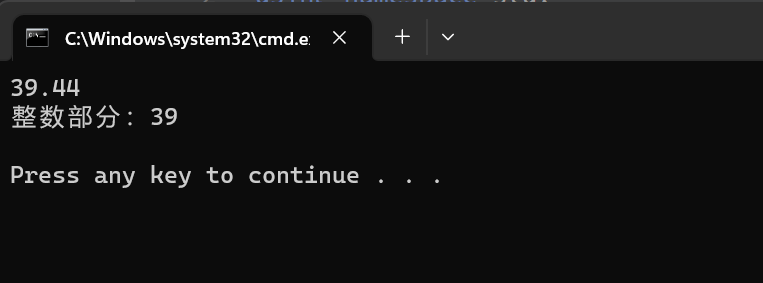 C:\Windows\system32\cmd.e
39.44
整数部分：39
Press any key to continue . . .